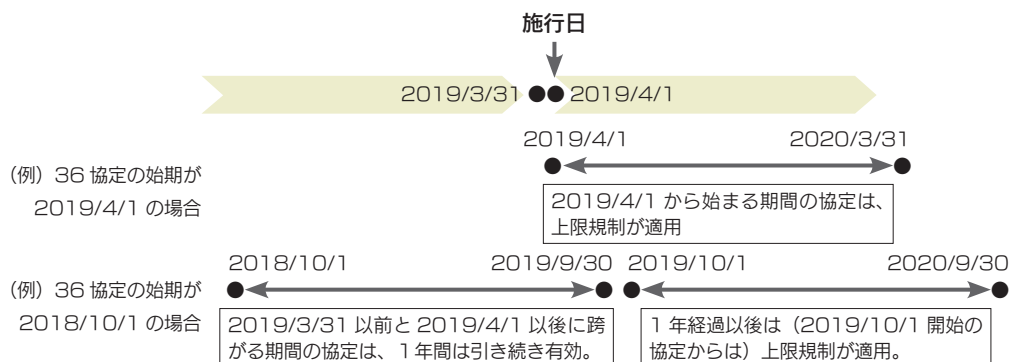 施行日
2019/3/31 ●● 2019/4/1
2019/4/1 2020/3/31
（例）36 協定の始期が
2019/4/1 の場合
2019/4/1 から始まる期間の協定は、
上限規制が適用
2018/10/1 2019/9/30 2019/10/1 2020/9/30
（例）36 協定の始期が
2018/10/1 の場合
2019/3/31 以前と 2019/4/1 以後に跨
がる期間の協定は、１年間は引き続き有効。
１年経過以後は（2019/10/1 開始の
協定からは）上限規制が適用。